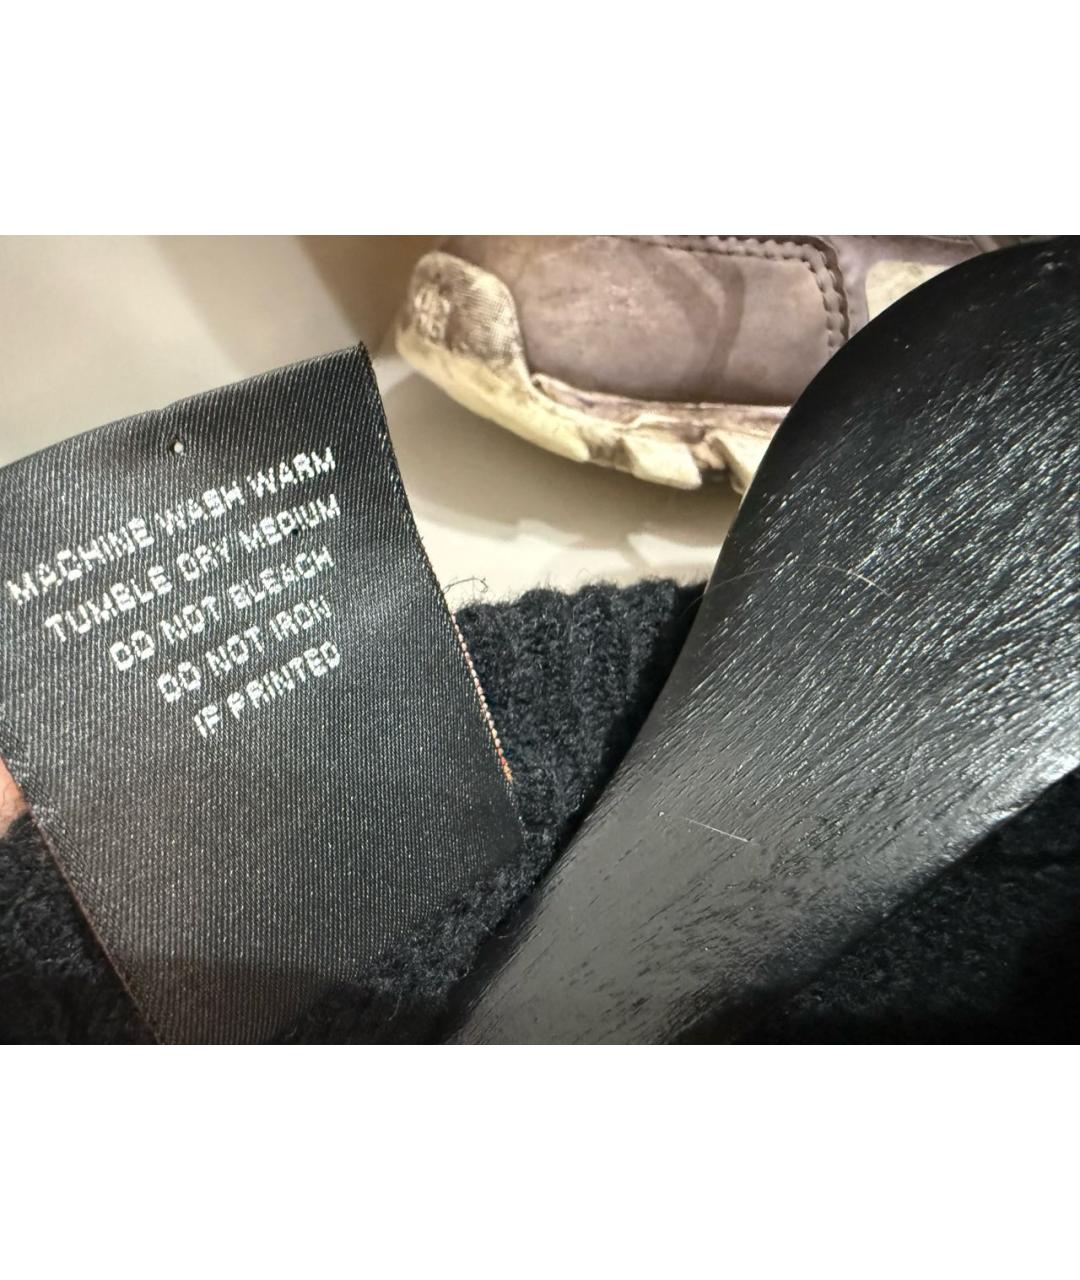 MACHINE WASH WARM
TUMBLE DRY MEDIUM
DO NOT BLEACH
DO NOT IRON
IF PRINTED